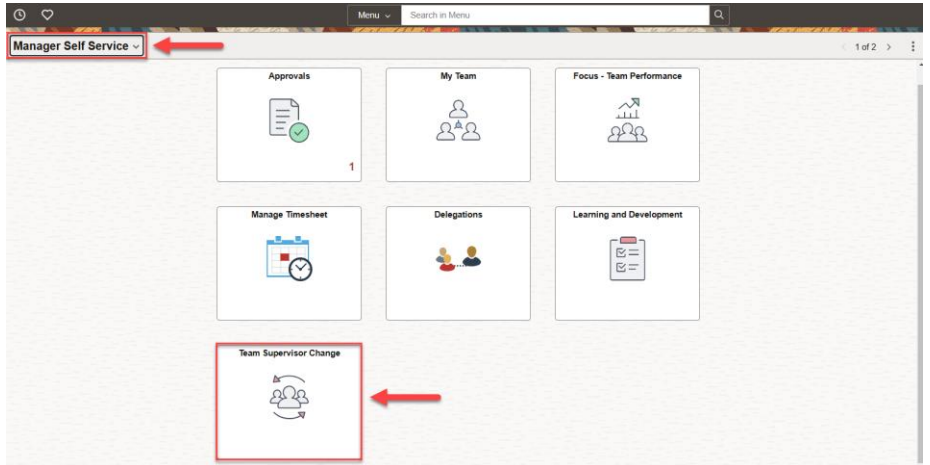 Menu
Search in Menu
Manager Self Service
1 of 2
Approvals
My Team
Focus - Team Performance
1
Manage Timesheet
Delegations
Learning and Development
Team Supervisor Change